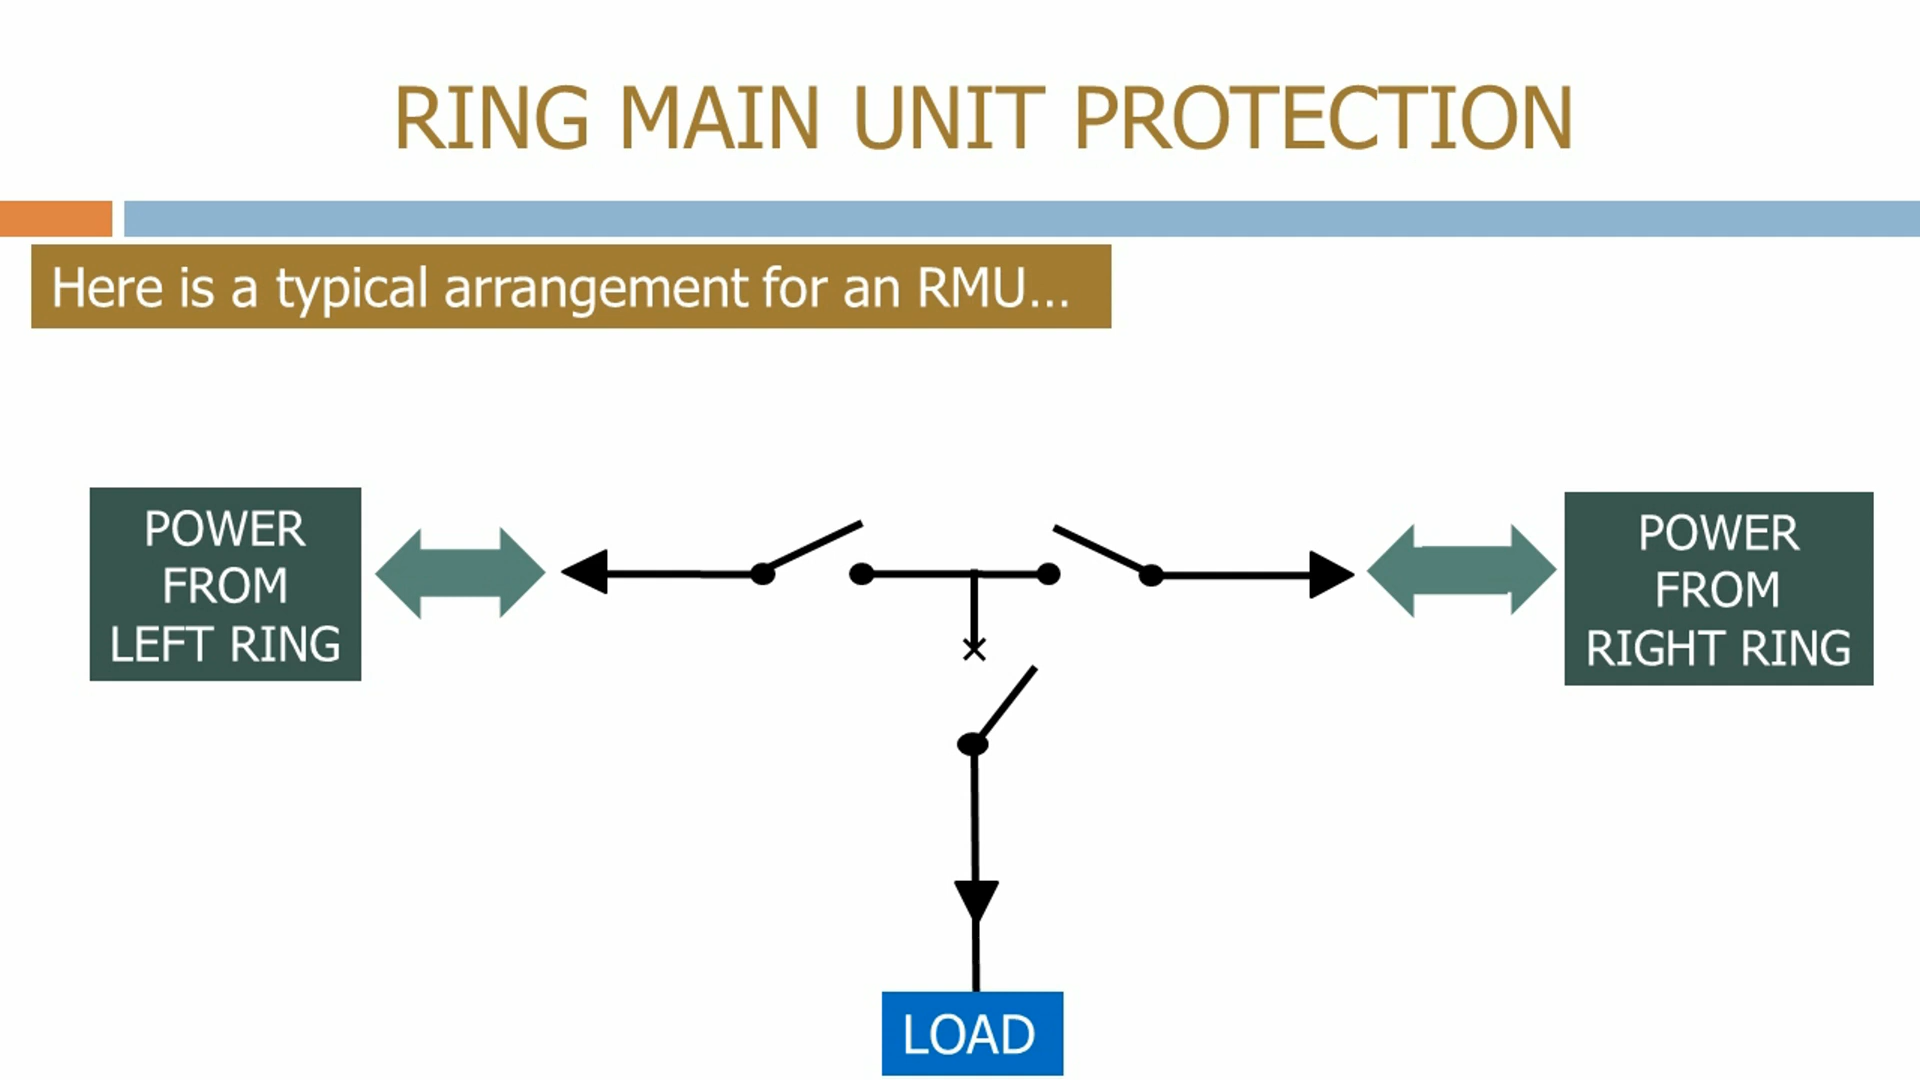 RING MAIN UNIT PROTECTION
Here is a typical arrangement for an RMU...
POWER
FROM
LEFT RING
POWER
FROM
RIGHT RING
LOAD